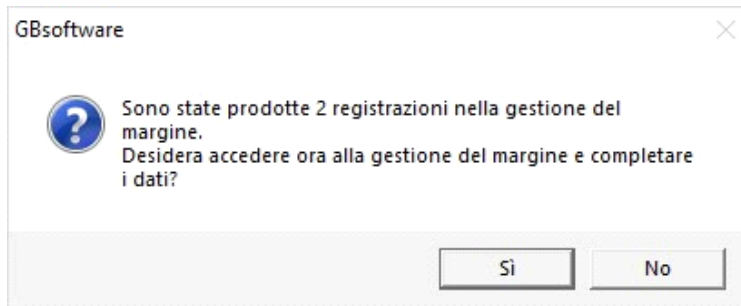 GBsoftware
Sono state prodotte 2 registrazioni nella gestione del
margine.
Desidera accedere ora alla gestione del margine e completare
i dati?
Sì
No